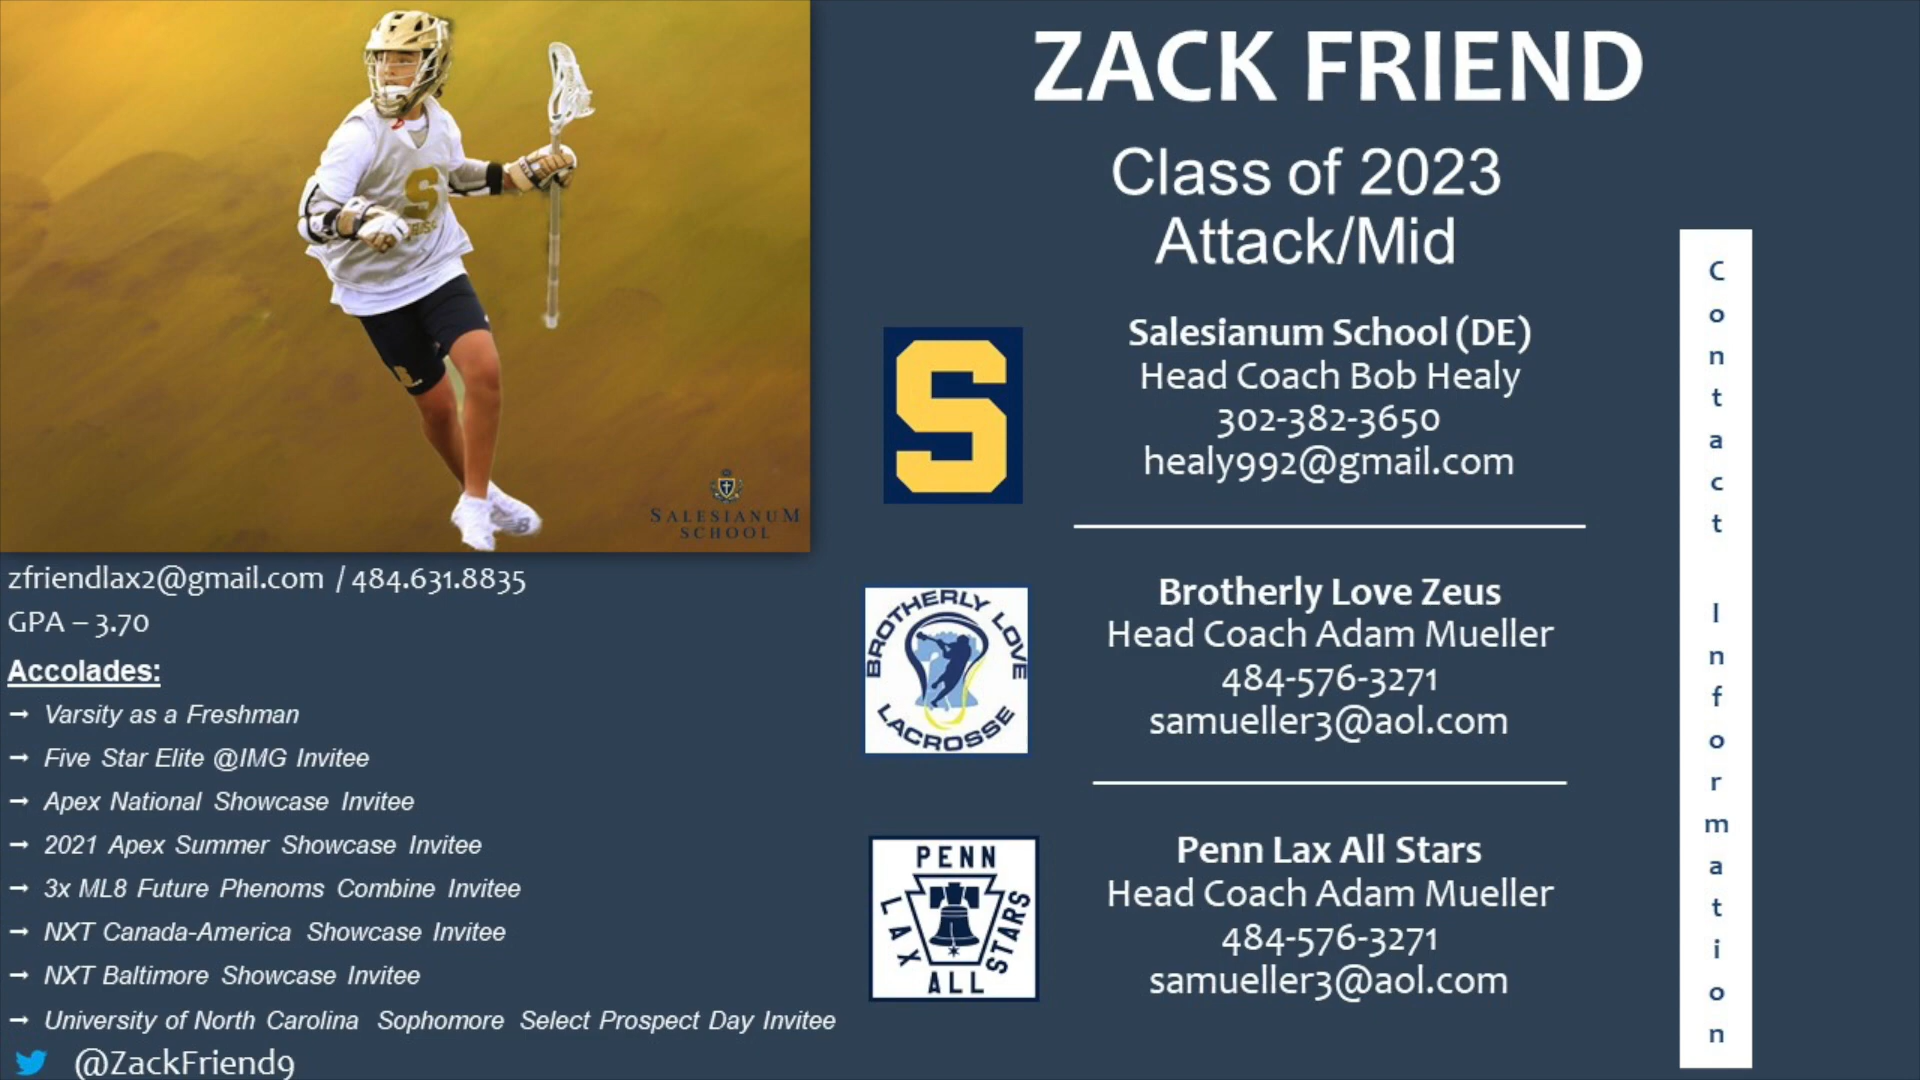 ZACK FRIEND
Class of 2023
Attack/Mid
S
SALESIANUM
SCHOOL
zfriendlax2@gmail.com / 484.631.8835
GPA – 3.70
Accolades:
→ Varsity as a Freshman
→ Five Star Elite @IMG Invitee
→ Apex National Showcase Invitee
→ 2021 Apex Summer Showcase Invitee
→ 3x ML8 Future Phenoms Combine Invitee
→ NXT Canada-America Showcase Invitee
→ NXT Baltimore Showcase Invitee
→ University of North Carolina Sophomore Select Prospect Day Invitee
@ZackFriend9
S
Salesianum School (DE)
Head Coach Bob Healy
302-382-3650
healy992@gmail.com
BROTHERLY LOVE
LACROSSE
Brotherly Love Zeus
Head Coach Adam Mueller
484-576-3271
samueller3@aol.com
PENN
LAX
STARS
ALL
Penn Lax All Stars
Head Coach Adam Mueller
484-576-3271
samueller3@aol.com
Contact Information